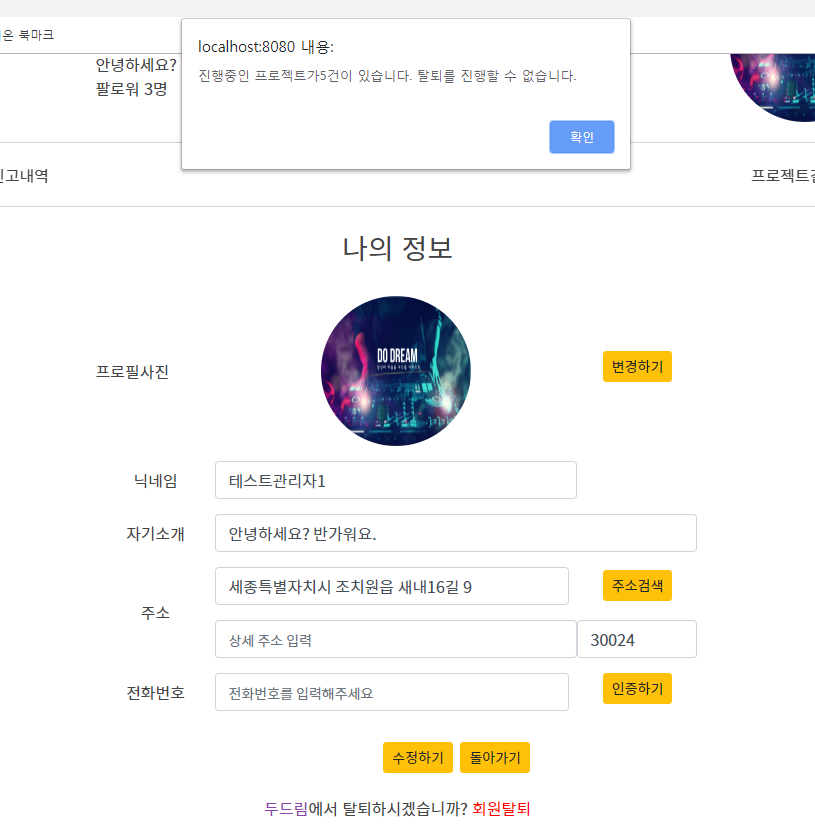 온 북마크
localhost:8080 내용:
진행중인 프로젝트가5건이 있습니다. 탈퇴를 진행할 수 없습니다.
확인
안녕하세요?
팔로워 3명
고내역
프로젝트
나의 정보
프로필사진
DO DREAM
변경하기
닉네임
테스트관리자1
자기소개
안녕하세요? 반가워요.
주소
세종특별자치시 조치원읍 새내16길 9
주소검색
상세 주소 입력
30024
전화번호
전화번호를 입력해주세요
인증하기
수정하기
돌아가기
두드림에서 탈퇴하시겠습니까? 회원탈퇴